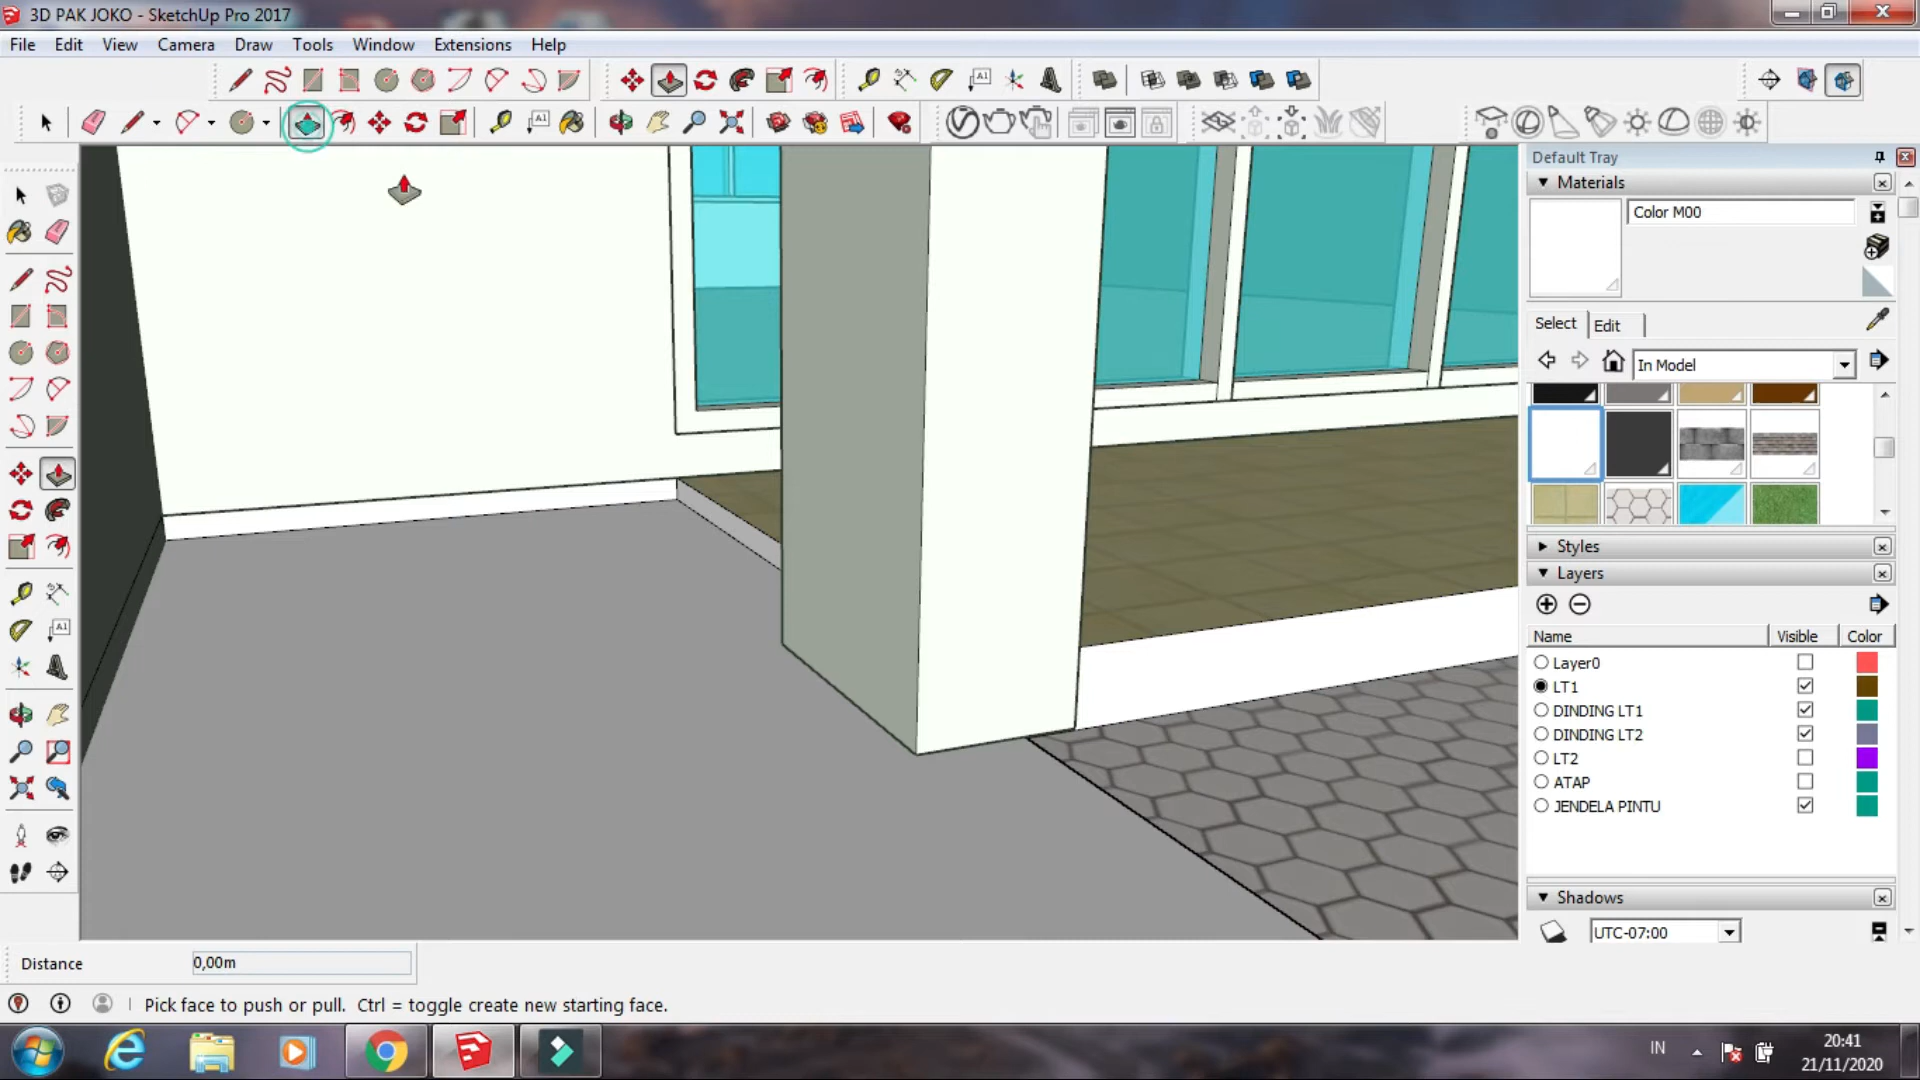 3D PAK JOKO - SketchUp Pro 2017
File Edit View Camera Draw Tools Window Extensions Help
A1
A1
A1
Default Tray
Materials
Color M00
Select Edit
In Model
Styles
Layers
Name Visible Color
Layer0
LT1
DINDING LT1
DINDING LT2
LT2
ATAP
JENDELA PINTU
Shadows
UTC-07:00
Distance 0,00m
Pick face to push or pull. Ctrl = toggle create new starting face.
IN
20:41
21/11/2020